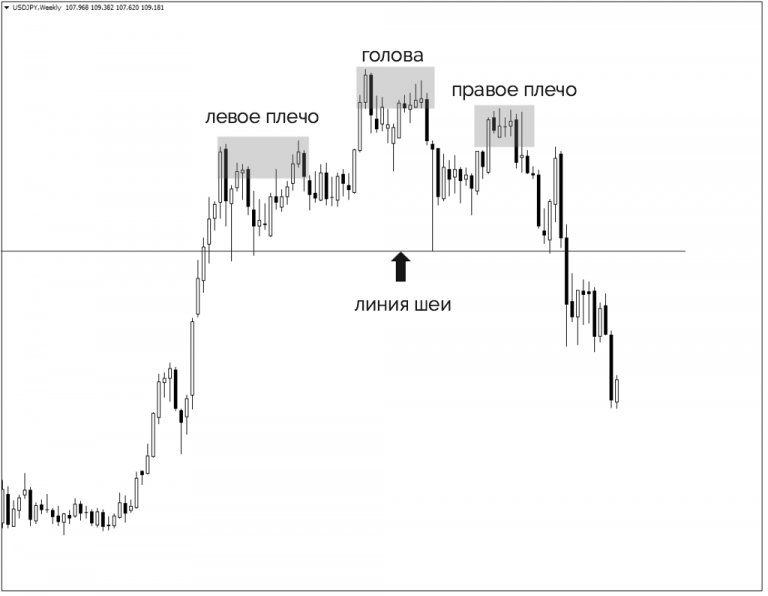 USDJPY,Weekly 107.968 109.382 107.620 109.181
голова
правое плечо
левое плечо
линия шеи